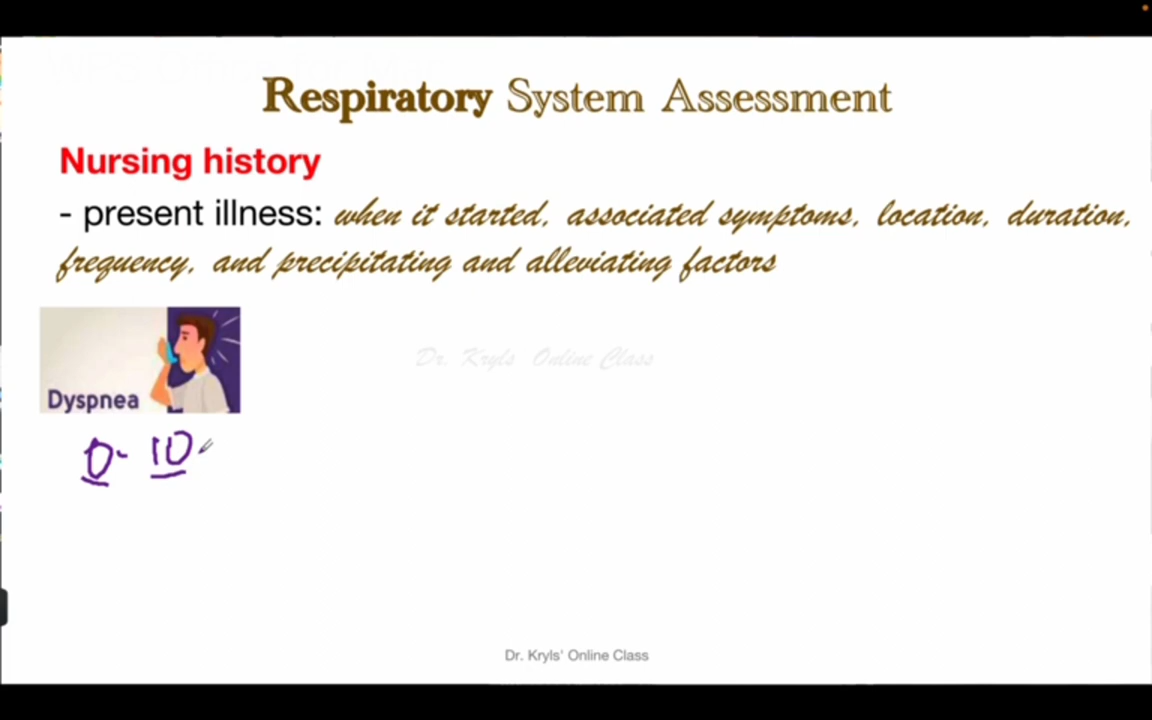 Respiratory System Assessment
Nursing history
- present illness: when it started, associated symptoms, location, duration,
frequency, and precipitating and alleviating factors
Dr. Kryls Online Class
Dyspnea
0- 10
Dr. Kryls' Online Class